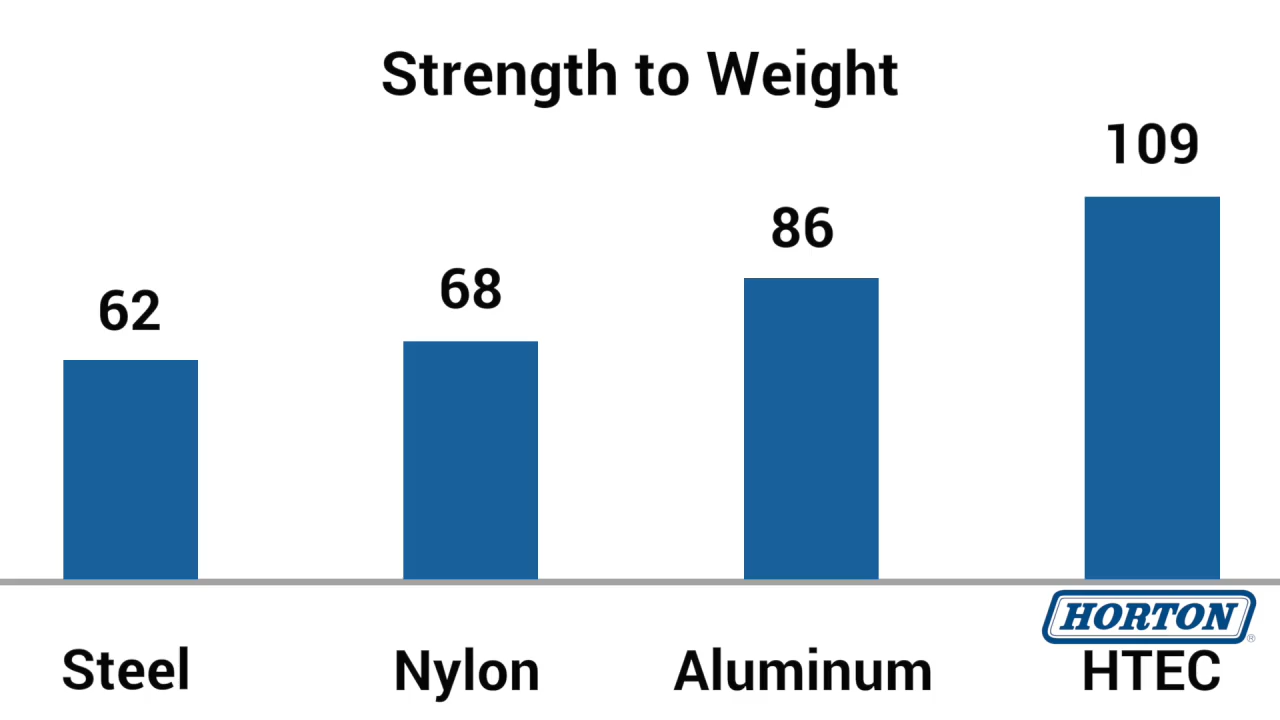 Strength to Weight
62
68
86
109
Steel
Nylon
Aluminum
HORTON®
HTEC